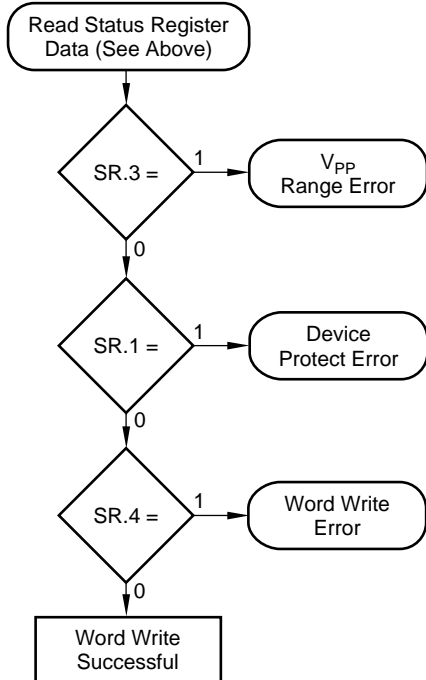 Read Status Register
Data (See Above)
SR.3 =
1
V_PP
Range Error
0
SR.1 =
1
Device
Protect Error
0
SR.4 =
1
Word Write
Error
0
Word Write
Successful